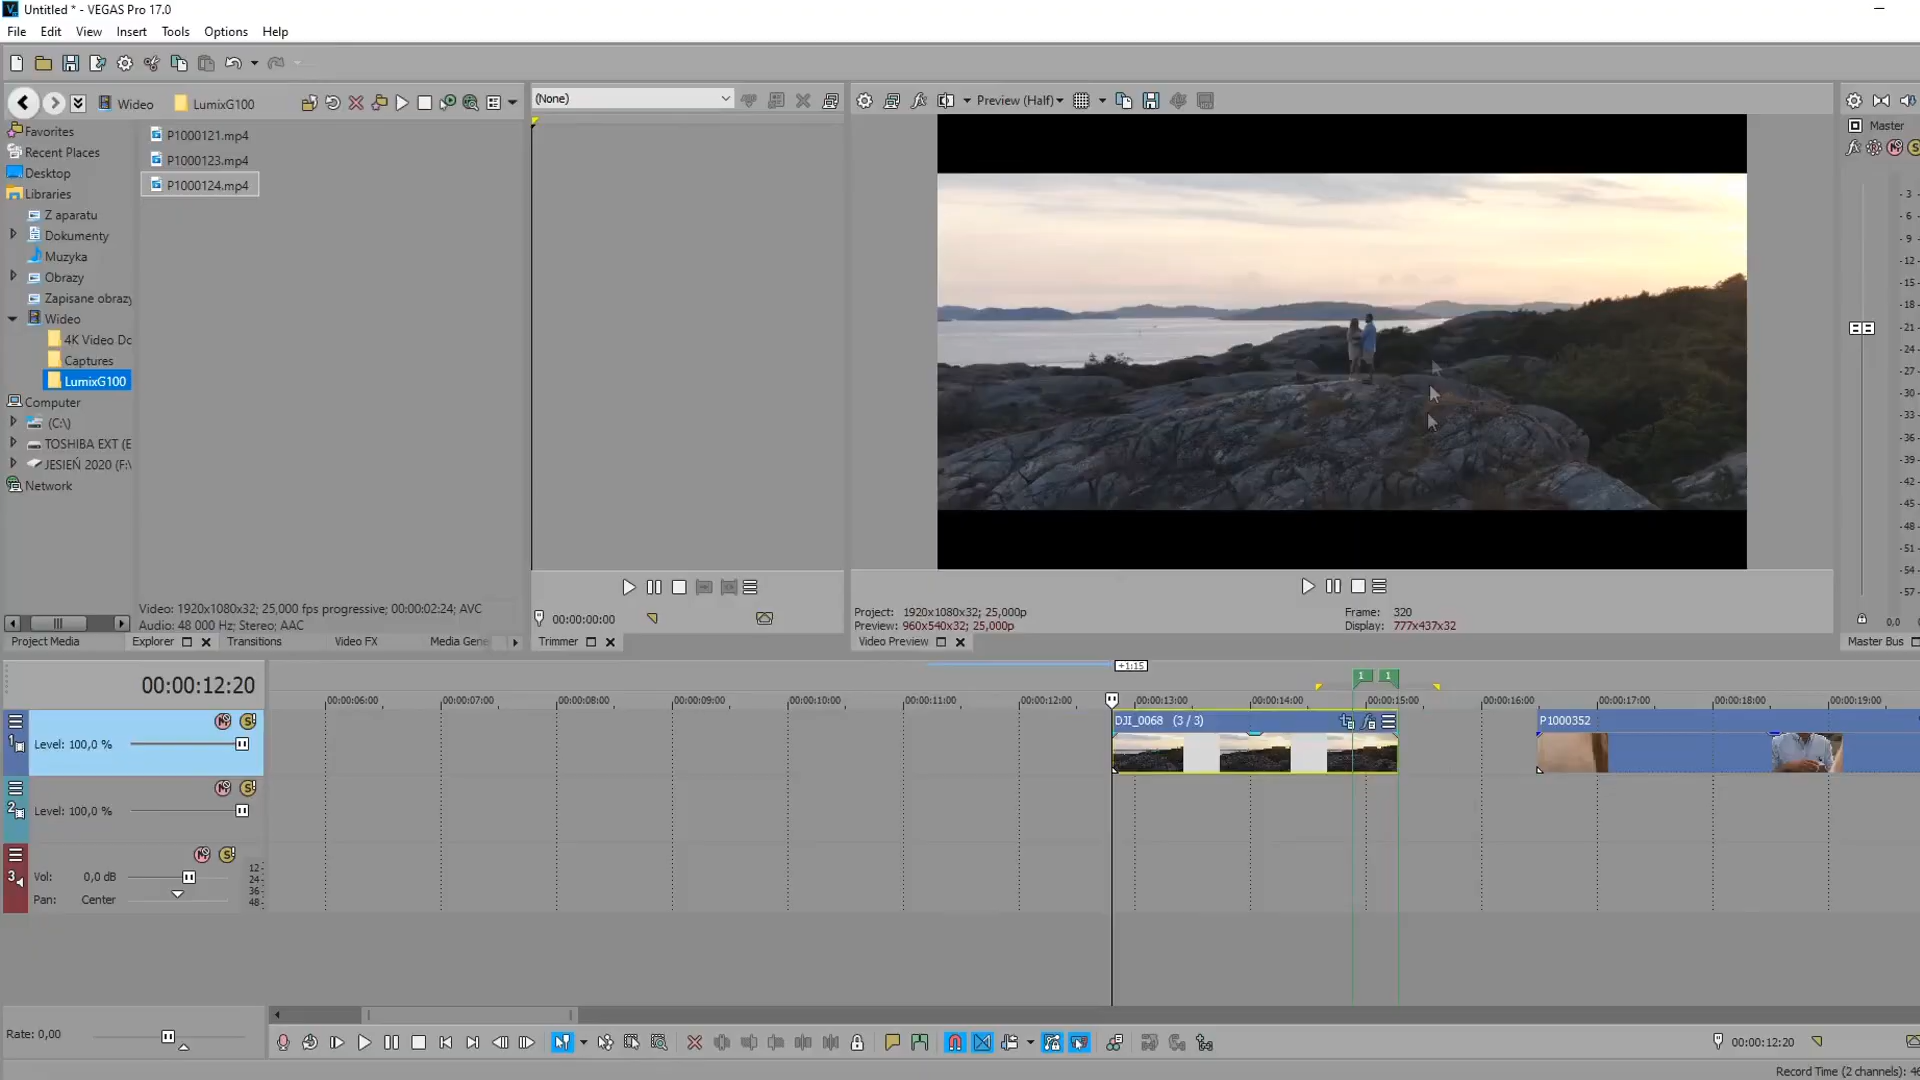 Untitled * - VEGAS Pro 17.0
File Edit View Insert Tools Options Help
Wideo LumixG100
(None)
Preview (Half)
Favorites
Recent Places
Desktop
Libraries
Z aparatu
Dokumenty
Muzyka
Obrazy
Zapisane obrazy
Wideo
4K Video Dc
Captures
LumixG100
Computer
(C:\)
TOSHIBA EXT (E
JESIEŃ 2020 (F:\
Network
P1000121.mp4
P1000123.mp4
P1000124.mp4
Video: 1920x1080x32; 25,000 fps progressive; 00:00:02:24; AVC
Audio: 48 000 Hz; Stereo; AAC
Project Media Explorer Transitions Video FX Media Gene
00:00:00:00
Trimmer
Project: 1920x1080x32; 25,000p
Preview: 960x540x32; 25,000p
Frame: 320
Display: 777x437x32
Video Preview
Master
-3
-6
-9
-12
-15
-18
-21
-24
-27
-30
-33
-36
-39
-42
-45
-48
-51
-54
-57
0,0
Master Bus
00:00:12:20
+1:15
1 1
00:00:06:00 00:00:07:00 00:00:08:00 00:00:09:00 00:00:10:00 00:00:11:00 00:00:12:00 00:00:13:00 00:00:14:00 00:00:15:00 00:00:16:00 00:00:17:00 00:00:18:00 00:00:19:00
1
Level: 100,0 %
DJI_0068 (3 / 3)
P1000352
2
Level: 100,0 %
3
Vol: 0,0 dB
Pan: Center
12
24
36
48
Rate: 0,00
00:00:12:20
Record Time (2 channels): 46